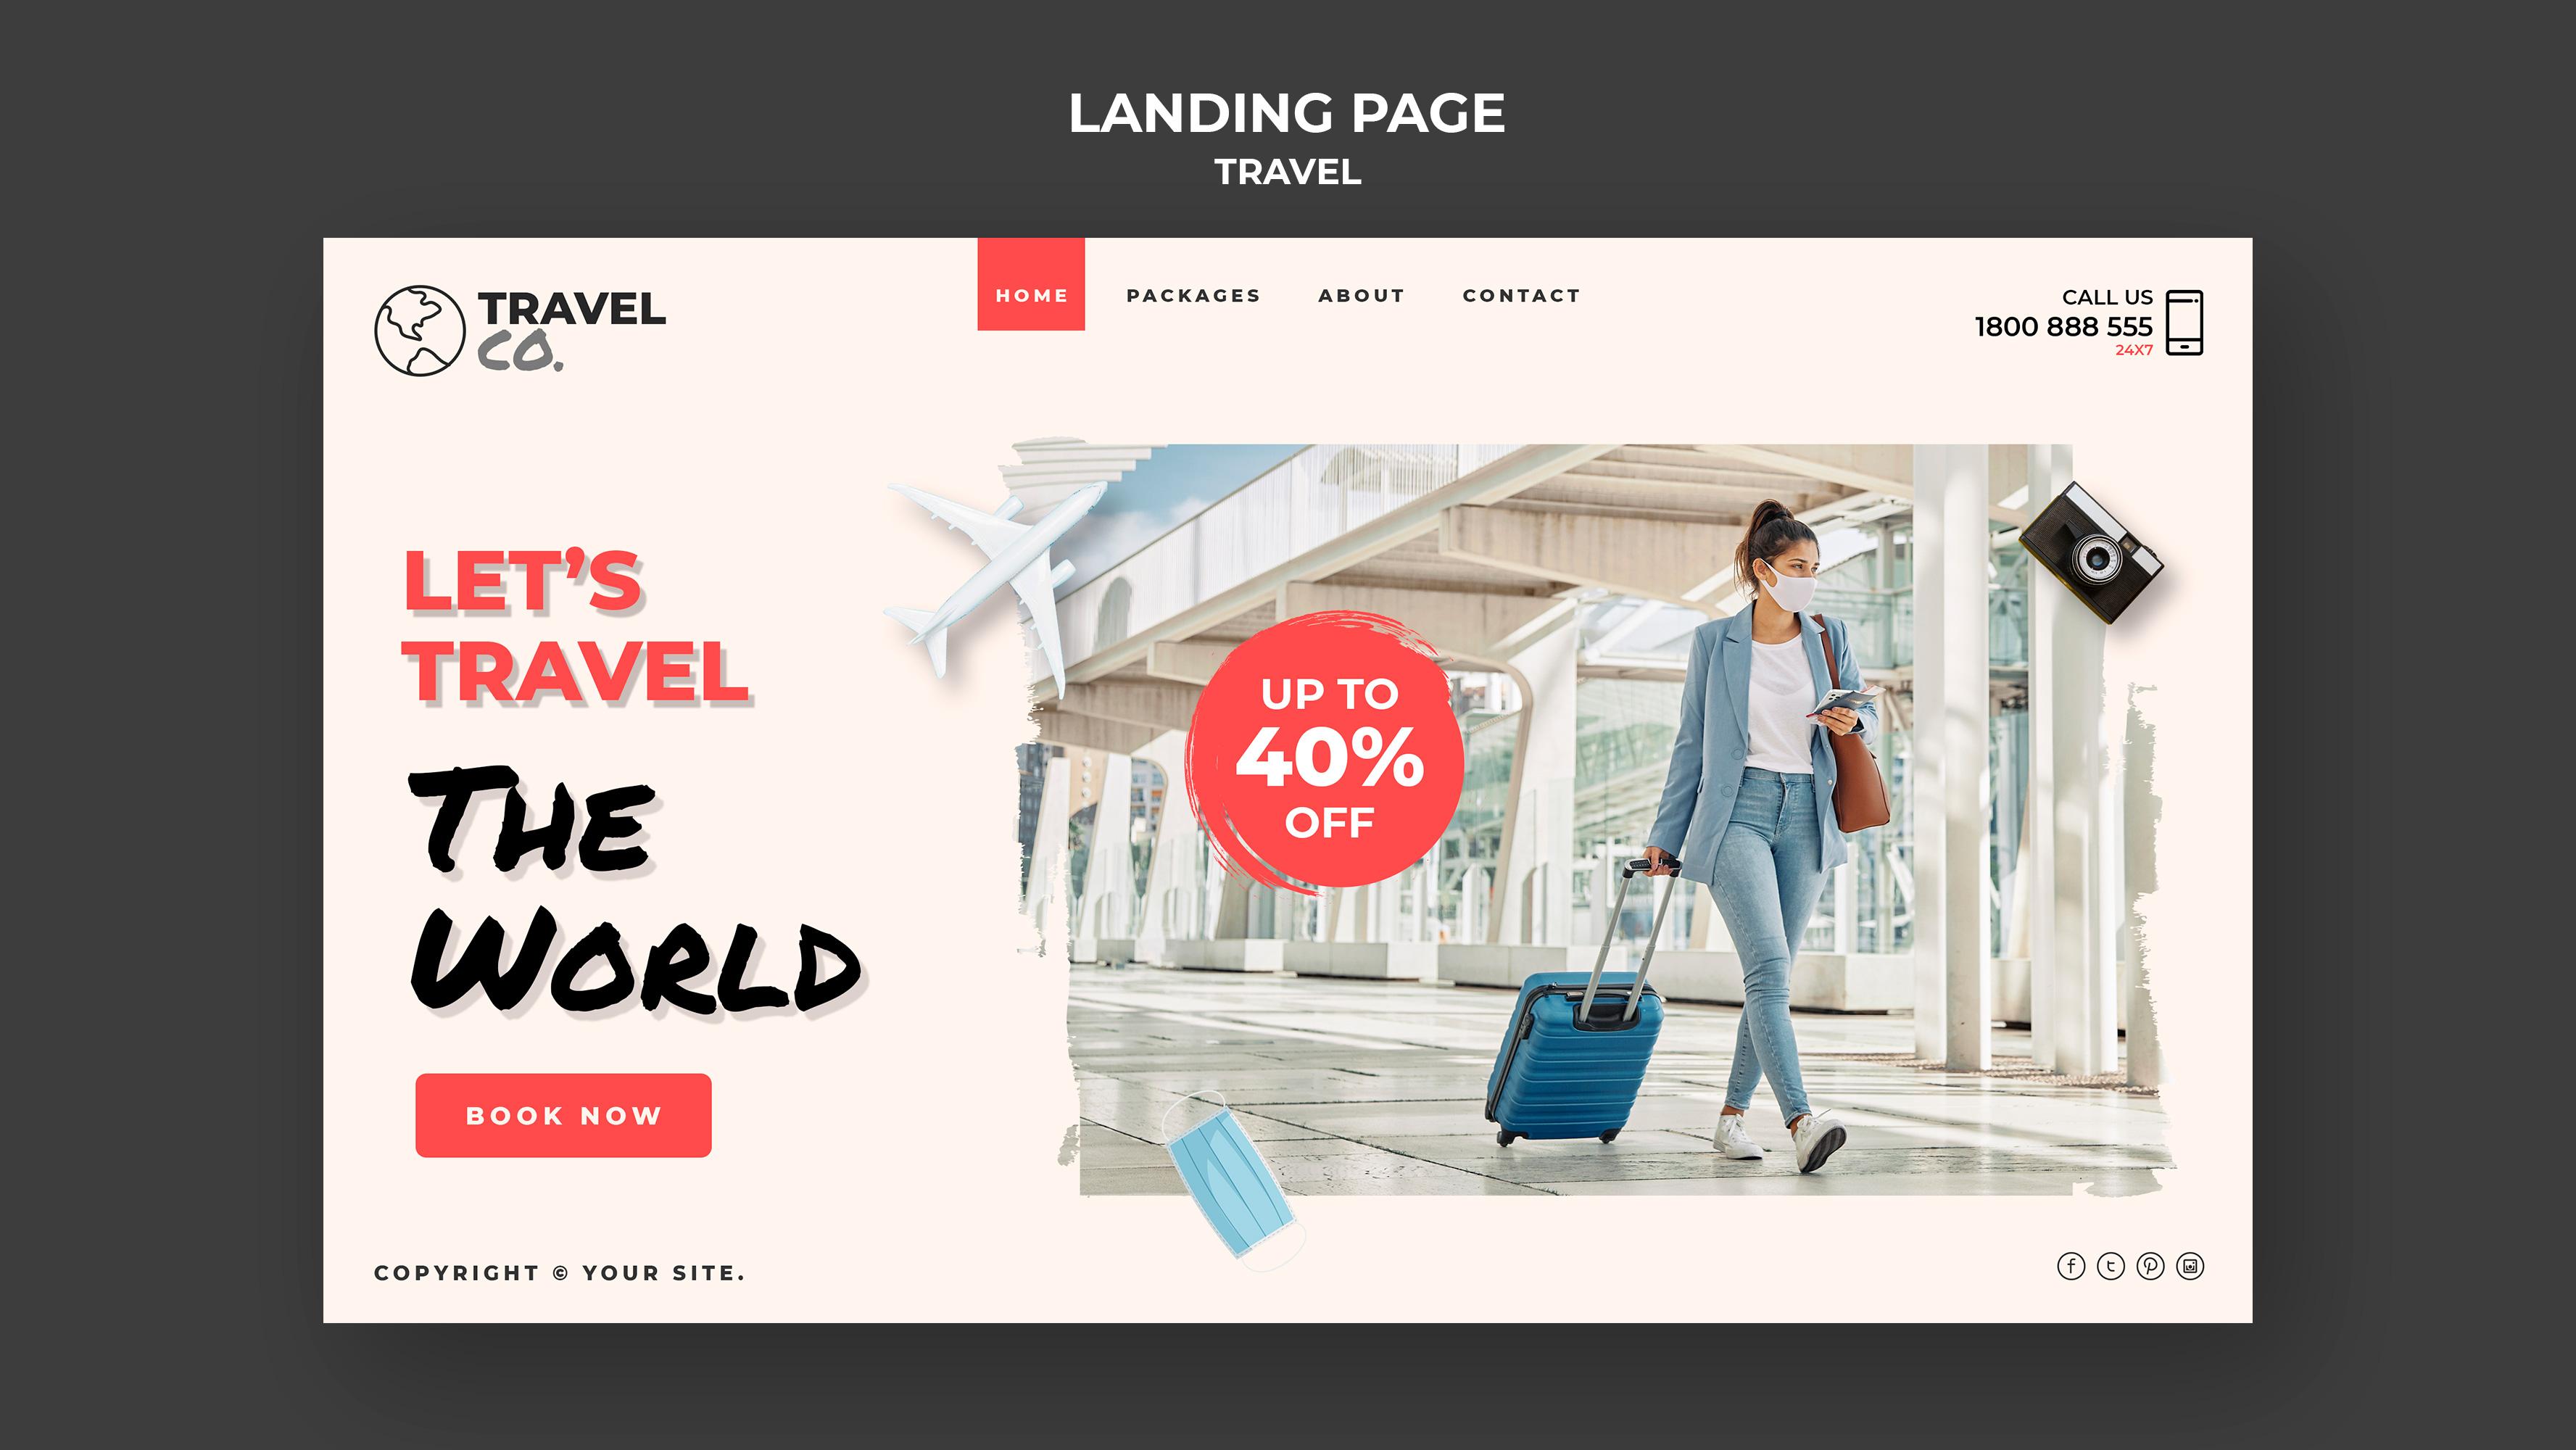 LANDING PAGE
TRAVEL
TRAVEL
CO.
HOME
PACKAGES
ABOUT
CONTACT
CALL US
1800 888 555
24X7
LET'S
TRAVEL
THE
WORLD
BOOK NOW
UP TO
40%
OFF
COPYRIGHT © YOUR SITE.